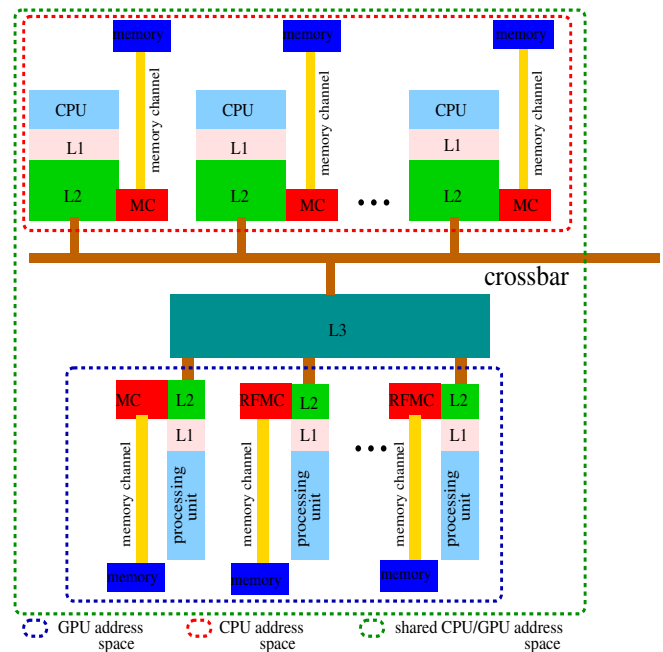 memory
memory
memory
memory channel
memory channel
memory channel
CPU
CPU
CPU
L1
L1
L1
L2
MC
L2
MC
...
L2
MC
crossbar
L3
MC
L2
RFMC
L2
RFMC
L2
L1
L1
...
L1
memory channel
processing
unit
memory channel
processing
unit
memory channel
processing
unit
memory
memory
memory
GPU address
space
CPU address
space
shared CPU/GPU address
space